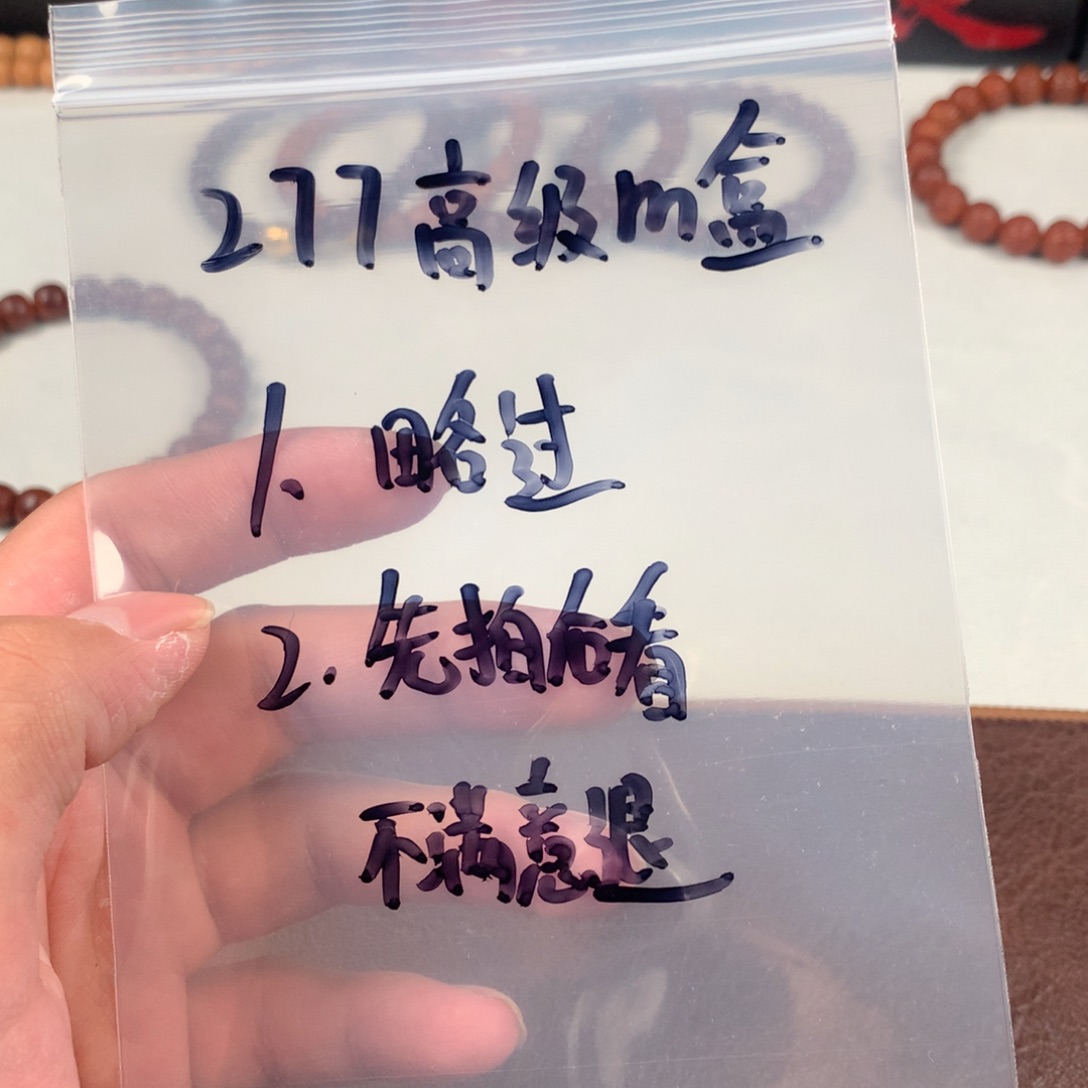 277高级m盒
1、略过
2.先拍后看
不满意退